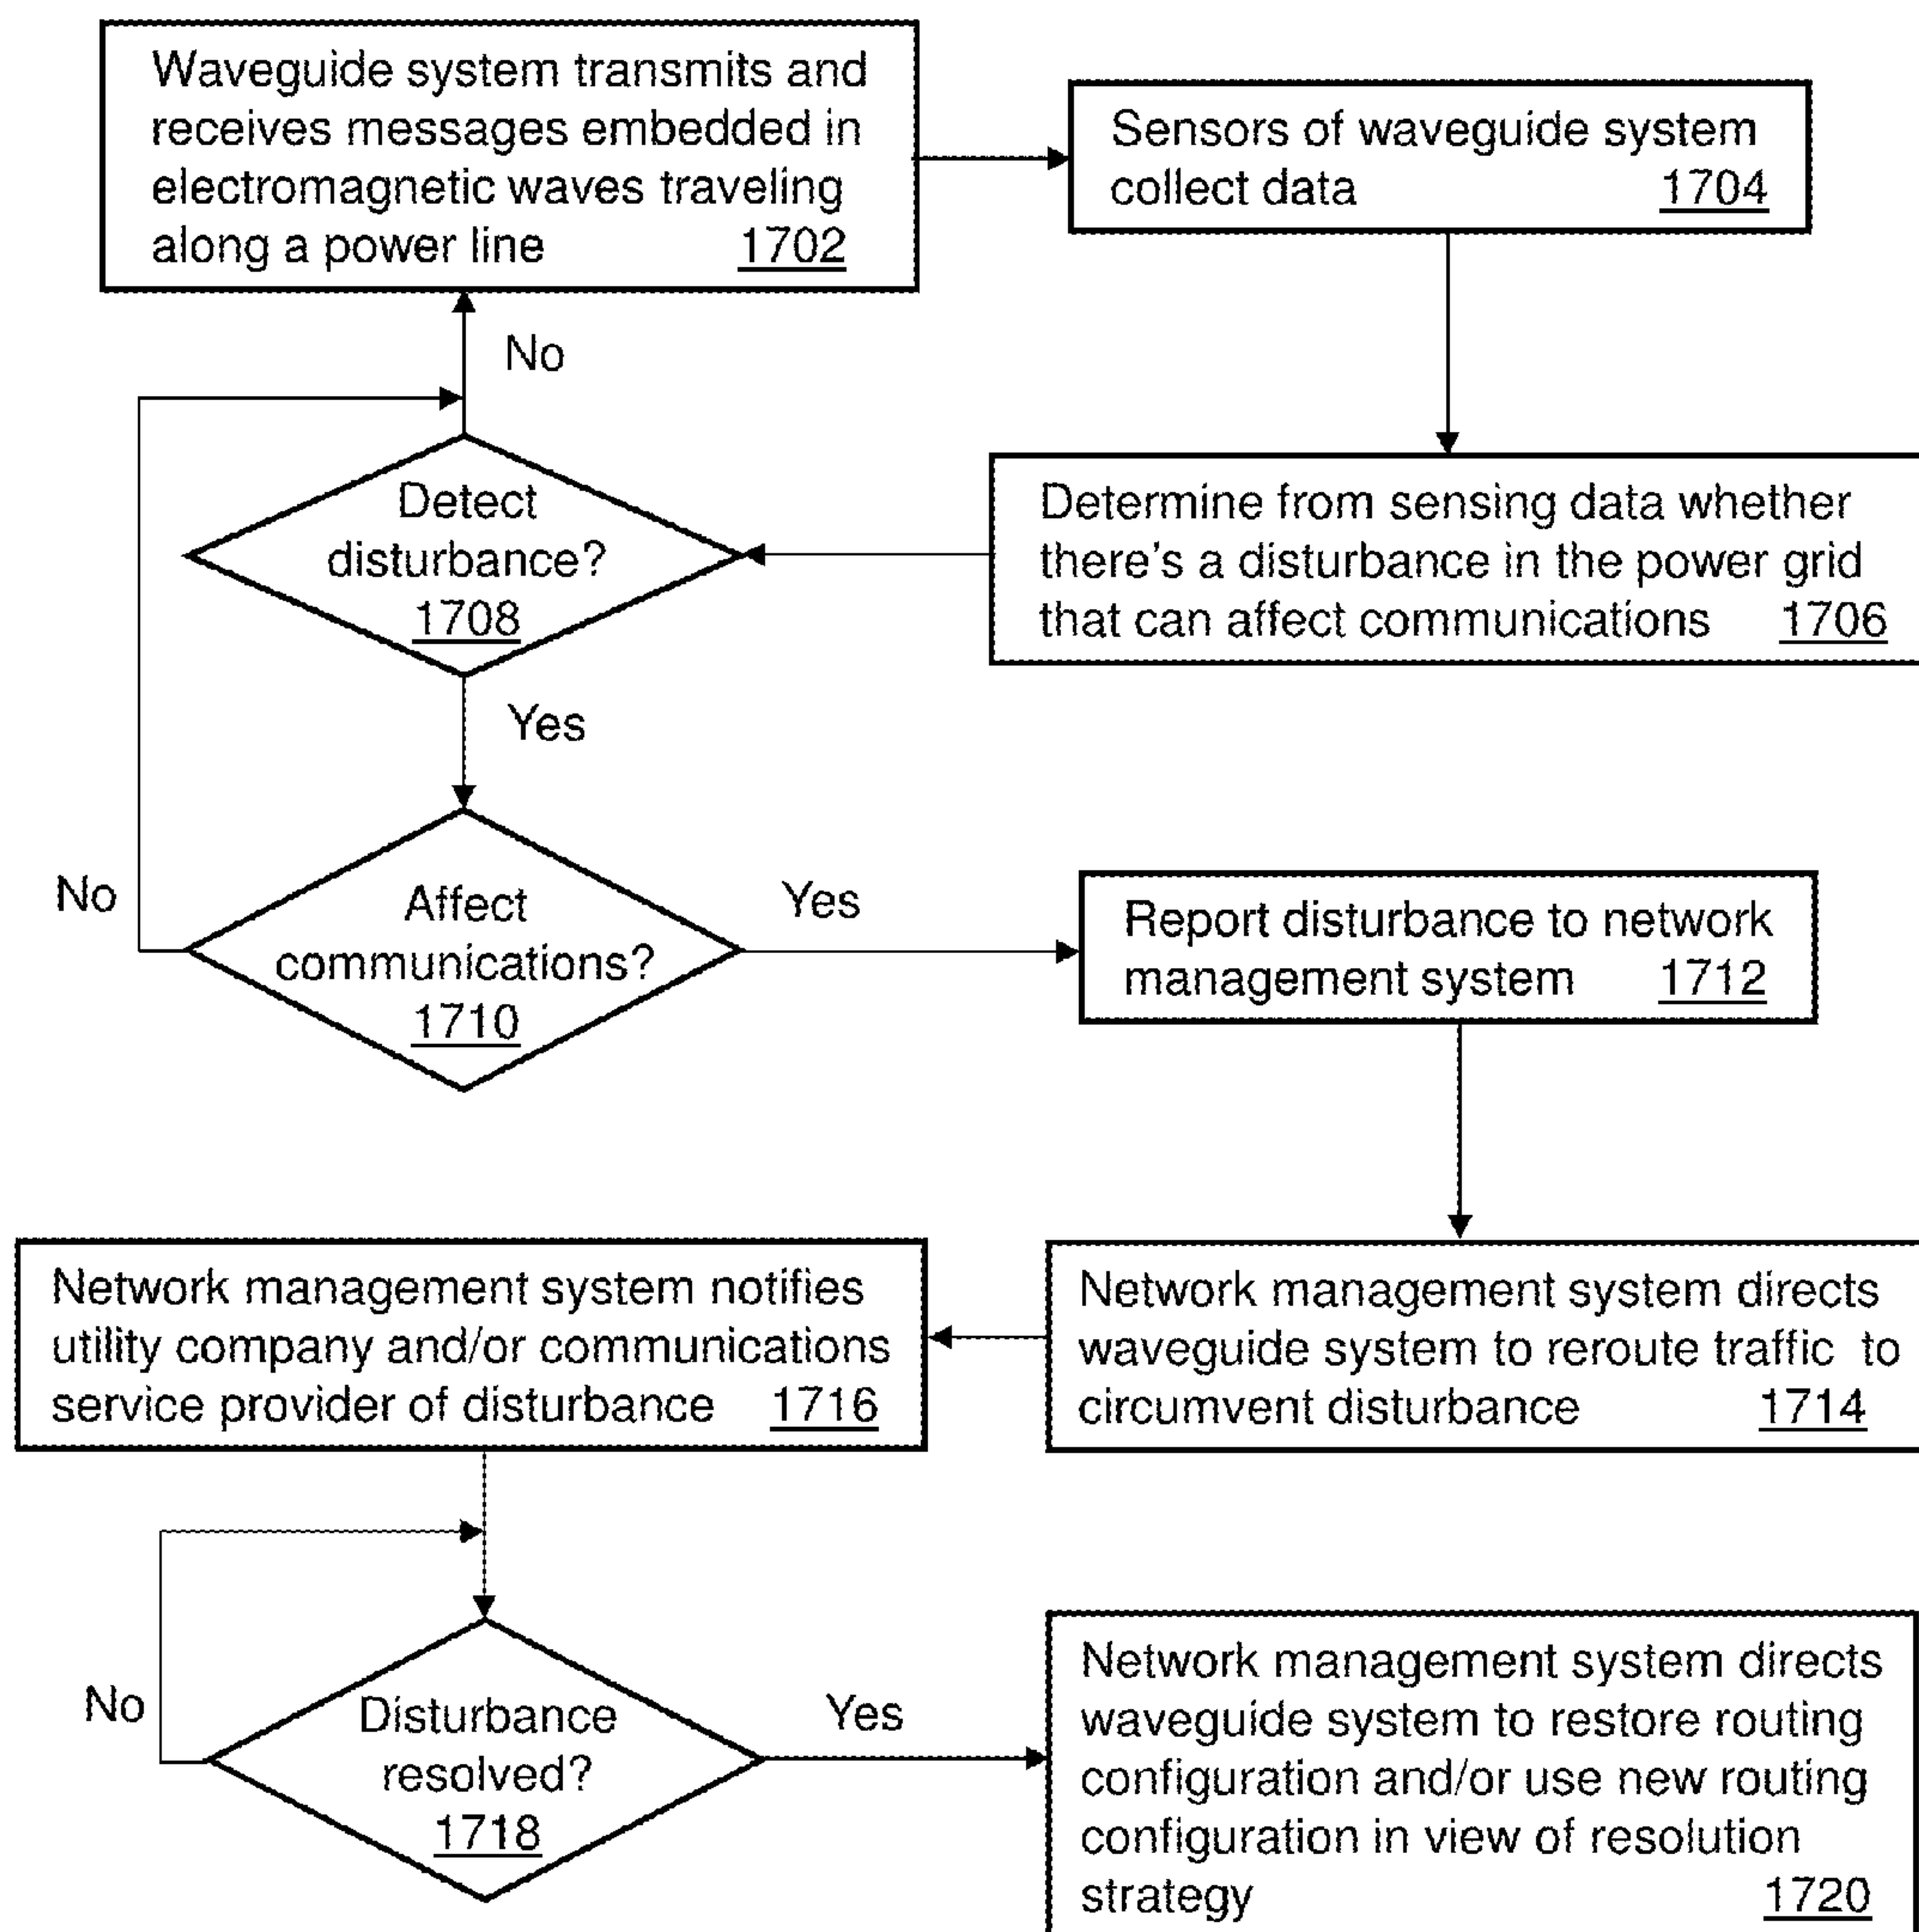 Waveguide system transmits and
receives messages embedded in
electromagnetic waves traveling
along a power line 1702
Sensors of waveguide system
collect data 1704
No
Detect
disturbance?
1708
Determine from sensing data whether
there's a disturbance in the power grid
that can affect communications 1706
Yes
No
Affect
communications?
1710
Yes
Report disturbance to network
management system 1712
Network management system notifies
utility company and/or communications
service provider of disturbance 1716
Network management system directs
waveguide system to reroute traffic to
circumvent disturbance 1714
No
Disturbance
resolved?
1718
Yes
Network management system directs
waveguide system to restore routing
configuration and/or use new routing
configuration in view of resolution
strategy 1720